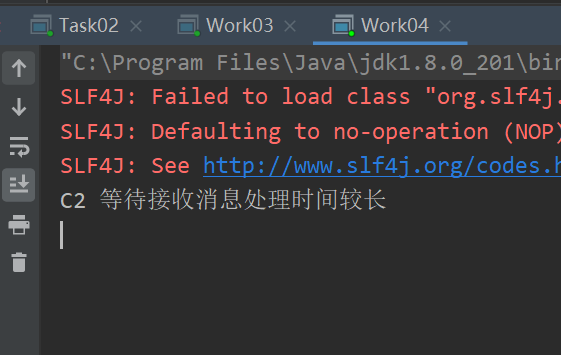 Task02 Work03 Work04
"C:\Program Files\Java\jdk1.8.0_201\bin
SLF4J: Failed to load class "org.slf4j.
SLF4J: Defaulting to no-operation (NOP)
SLF4J: See http://www.slf4j.org/codes.h
C2 等待接收消息处理时间较长